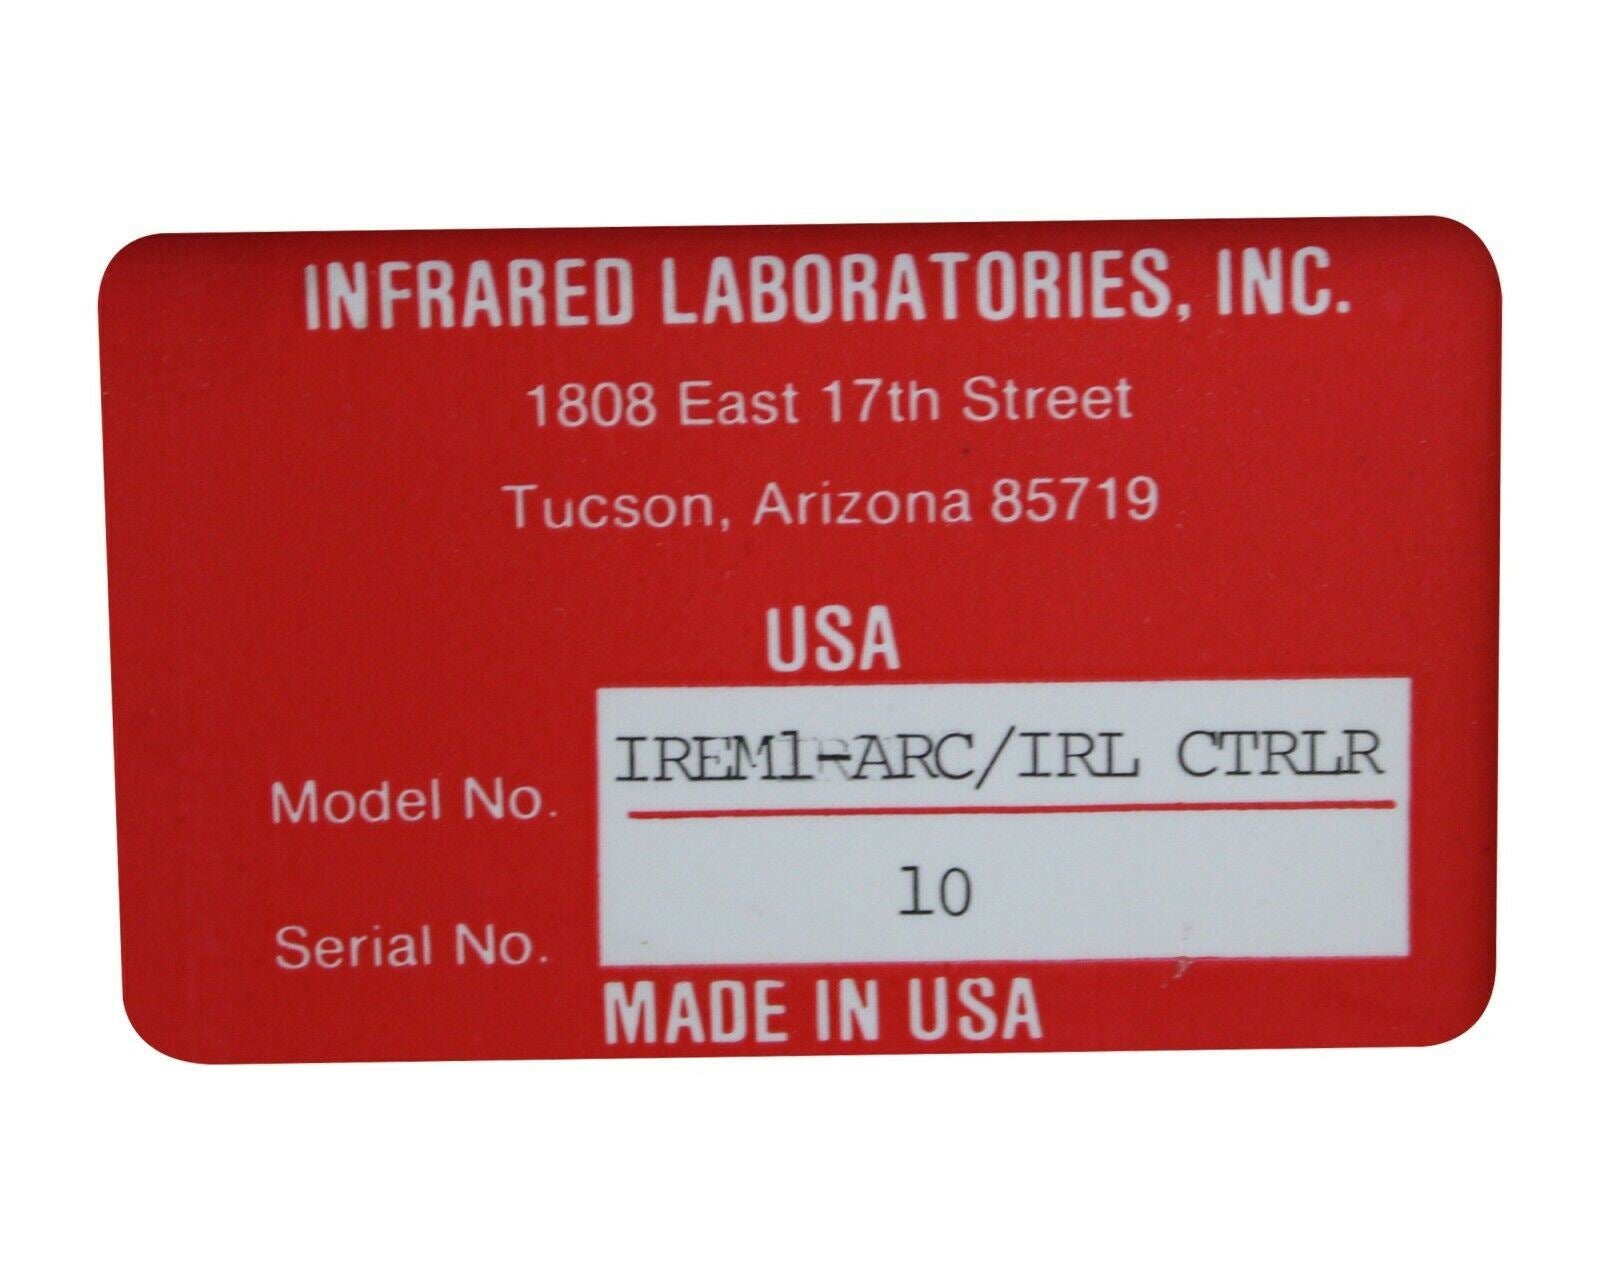 INFRARED LABORATORIES, INC.
1808 East 17th Street
Tucson, Arizona 85719
USA
Model No. IREM1-ARC/IRL CTRLR
Serial No. 10
MADE IN USA